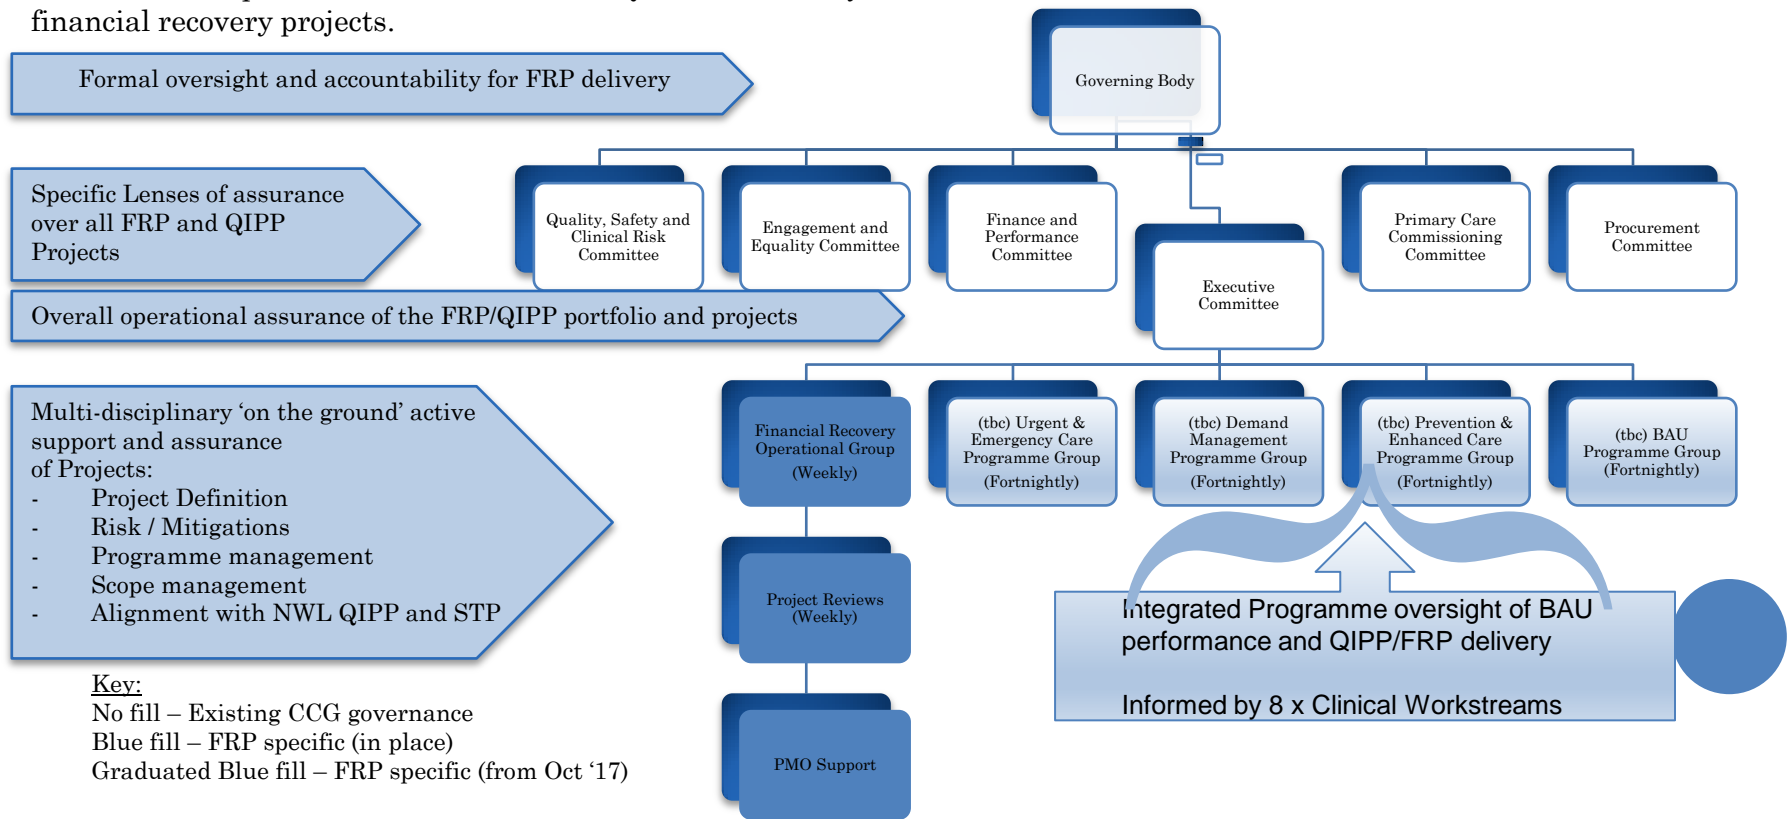 financial recovery projects.
Formal oversight and accountability for FRP delivery
Governing Body
Specific Lenses of assurance
over all FRP and QIPP
Projects
Quality, Safety and
Clinical Risk
Committee
Engagement and
Equality Committee
Finance and
Performance
Committee
Executive
Committee
Primary Care
Commissioning
Committee
Procurement
Committee
Overall operational assurance of the FRP/QIPP portfolio and projects
Multi-disciplinary ‘on the ground’ active
support and assurance
of Projects:
- Project Definition
- Risk / Mitigations
- Programme management
- Scope management
- Alignment with NWL QIPP and STP
Financial Recovery
Operational Group
(Weekly)
(tbc) Urgent &
Emergency Care
Programme Group
(Fortnightly)
(tbc) Demand
Management
Programme Group
(Fortnightly)
(tbc) Prevention &
Enhanced Care
Programme Group
(Fortnightly)
(tbc) BAU
Programme Group
(Fortnightly)
Project Reviews
(Weekly)
PMO Support
Integrated Programme oversight of BAU
performance and QIPP/FRP delivery
Informed by 8 x Clinical Workstreams
Key:
No fill – Existing CCG governance
Blue fill – FRP specific (in place)
Graduated Blue fill – FRP specific (from Oct ‘17)